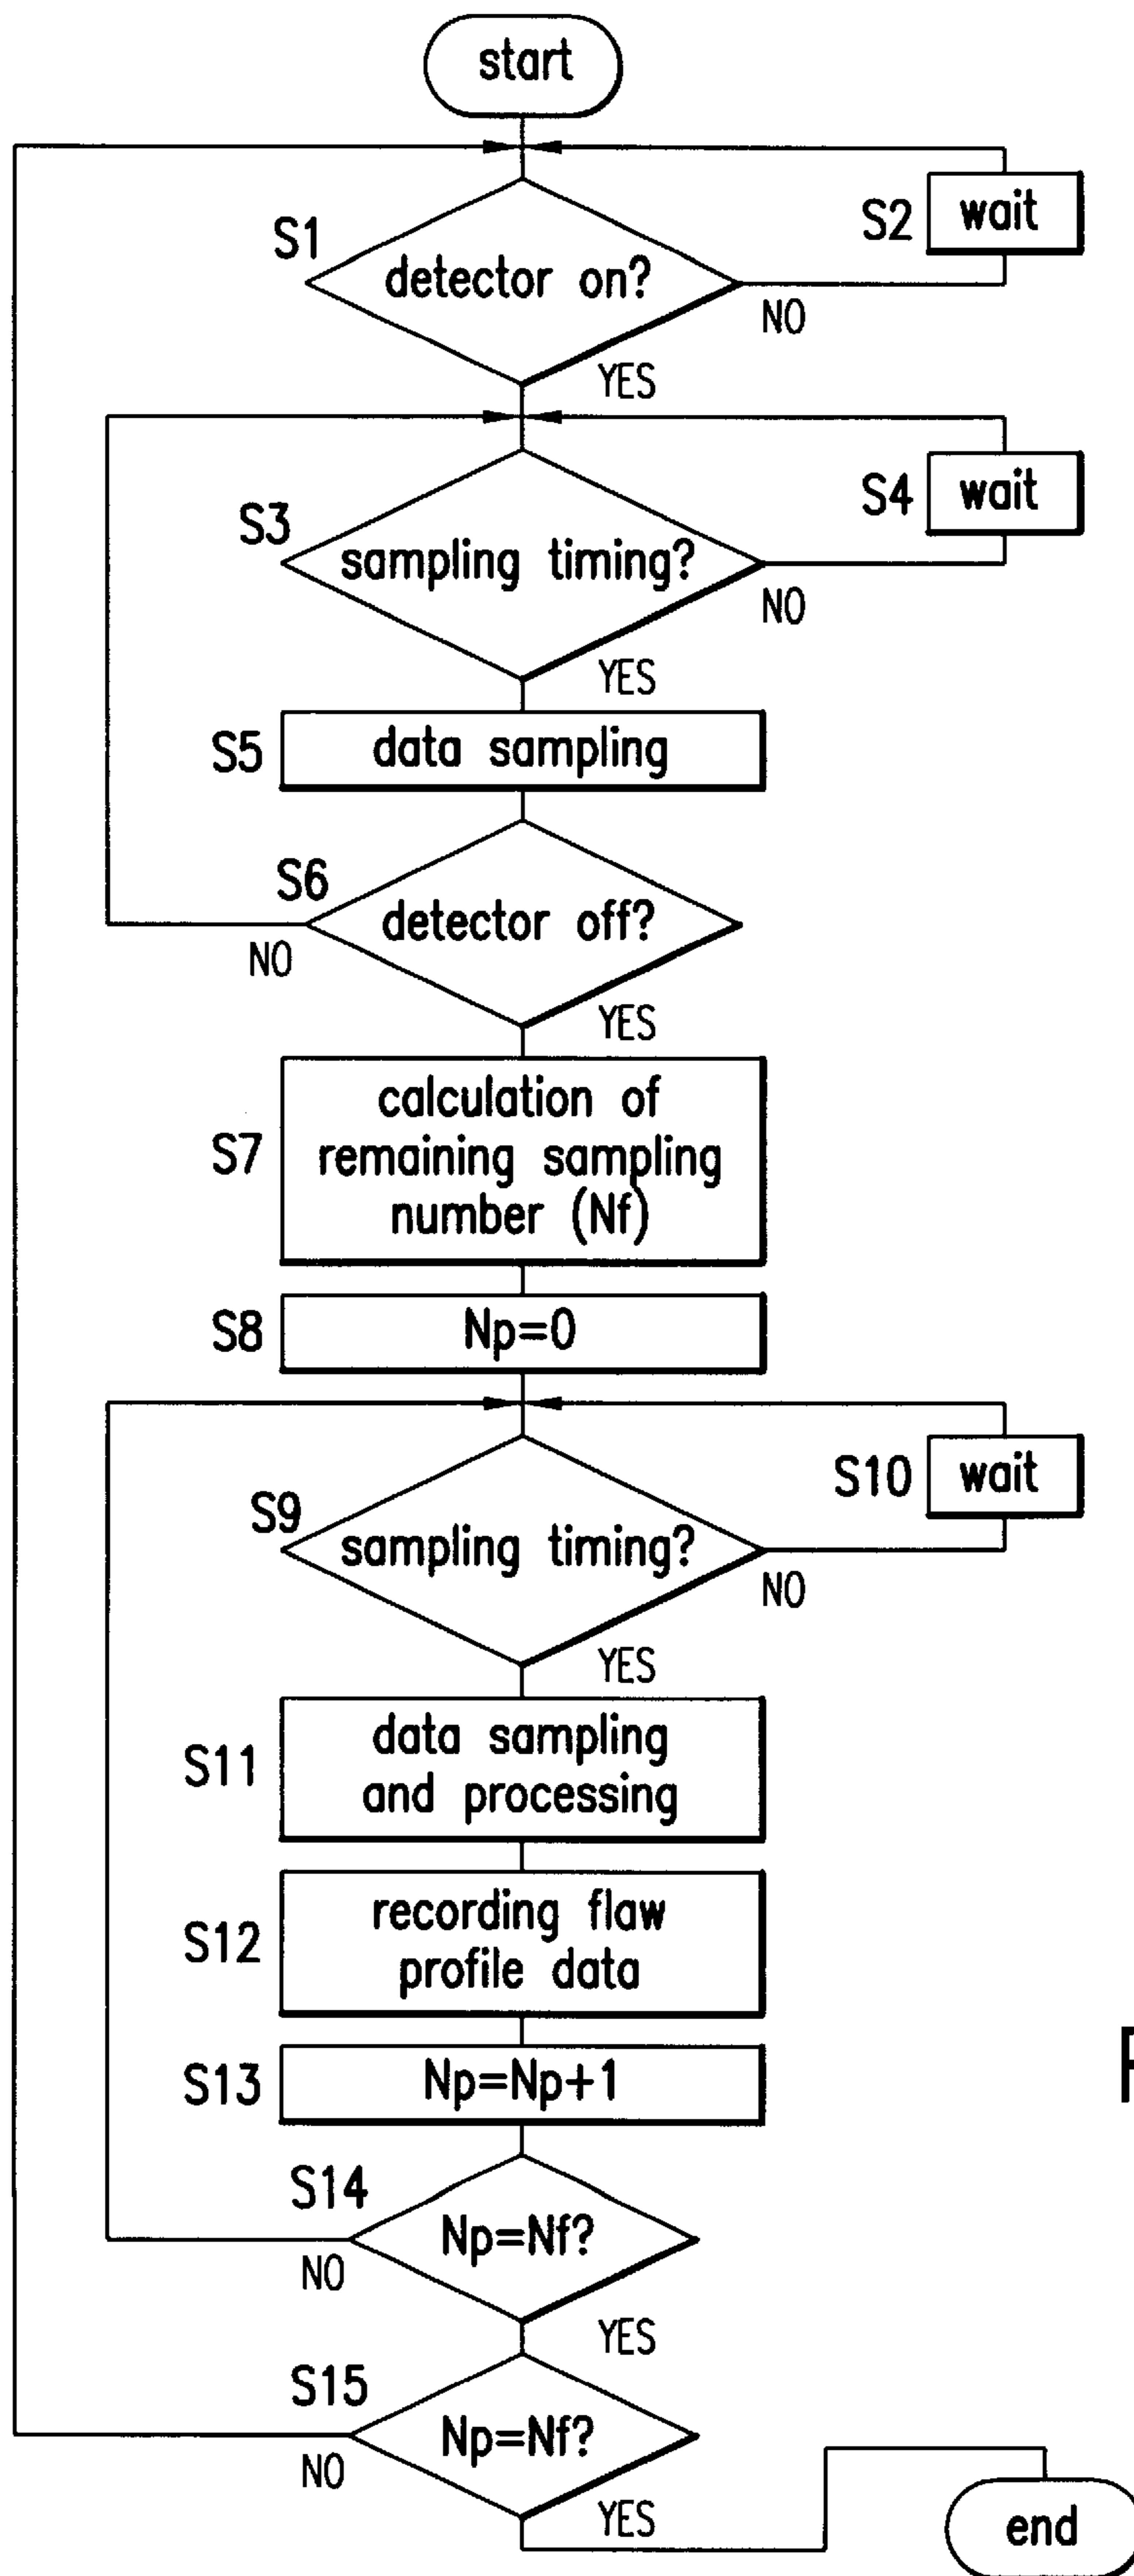 start
S1
detector on?
NO
YES
S2
wait
S3
sampling timing?
NO
YES
S4
wait
S5
data sampling
S6
detector off?
NO
YES
S7
calculation of
remaining sampling
number (Nf)
S8
Np=0
S9
sampling timing?
NO
YES
S10
wait
S11
data sampling
and processing
S12
recording flaw
profile data
S13
Np=Np+1
S14
Np=Nf?
NO
YES
S15
Np=Nf?
NO
YES
end